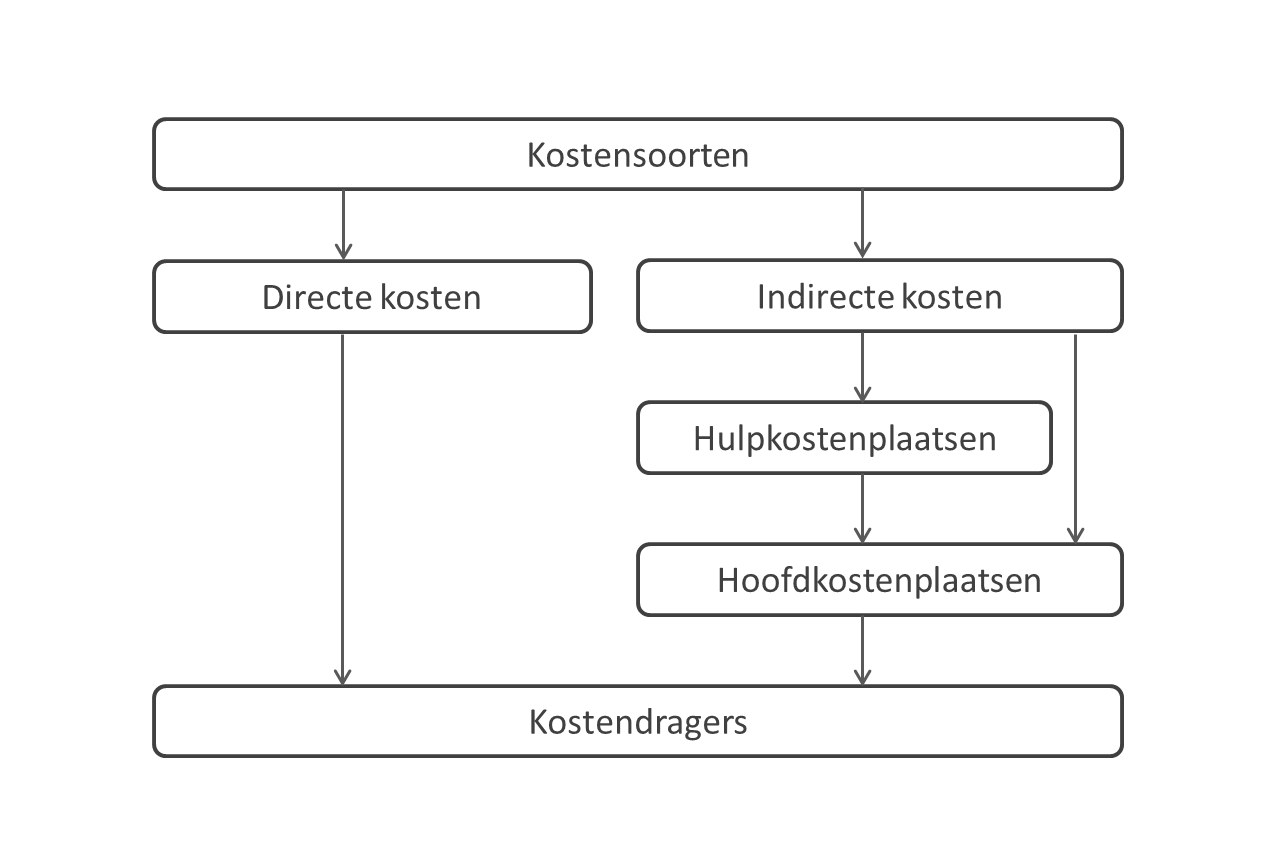 Kostensoorten
Directe kosten
Indirecte kosten
Hulpkostenplaatsen
Hoofdkostenplaatsen
Kostendragers